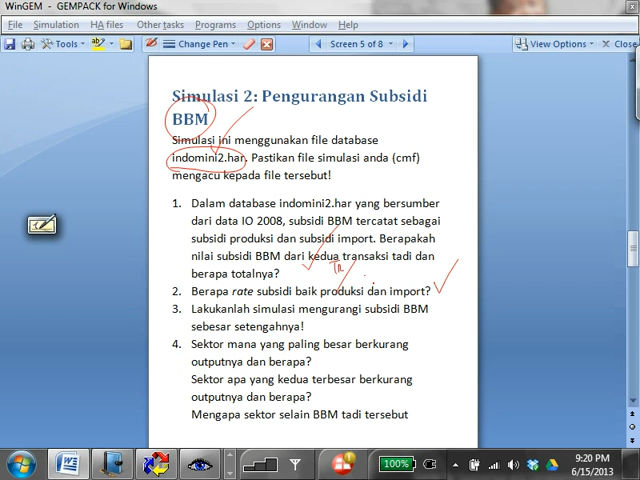 WinGEM - GEMPACK for Windows
File Simulation HA files Other tasks Programs Options Window Help
Tools Change Pen Screen 5 of 8 View Options Close
Simulasi 2: Pengurangan Subsidi
BBM
Simulasi ini menggunakan file database
indomini2.har. Pastikan file simulasi anda (cmf)
mengacu kepada file tersebut!
1. Dalam database indomini2.har yang bersumber
dari data IO 2008, subsidi BBM tercatat sebagai
subsidi produksi dan subsidi import. Berapakah
nilai subsidi BBM dari kedua transaksi tadi dan
berapa totalnya?
TR
2. Berapa rate subsidi baik produksi dan import?
3. Lakukanlah simulasi mengurangi subsidi BBM
sebesar setengahnya!
4. Sektor mana yang paling besar berkurang
outputnya dan berapa?
Sektor apa yang kedua terbesar berkurang
outputnya dan berapa?
Mengapa sektor selain BBM tadi tersebut
100%
9:20 PM
6/15/2013